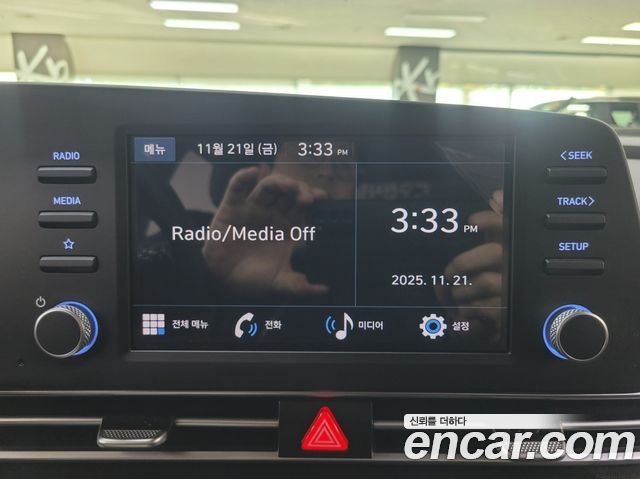 RADIO
MEDIA
메뉴
11월 21일 (금) 3:33 PM
Radio/Media Off
3:33 PM
2025. 11. 21.
전체 메뉴
전화
미디어
설정
<SEEK
TRACK>
SETUP
신뢰를 더하다
encar.com